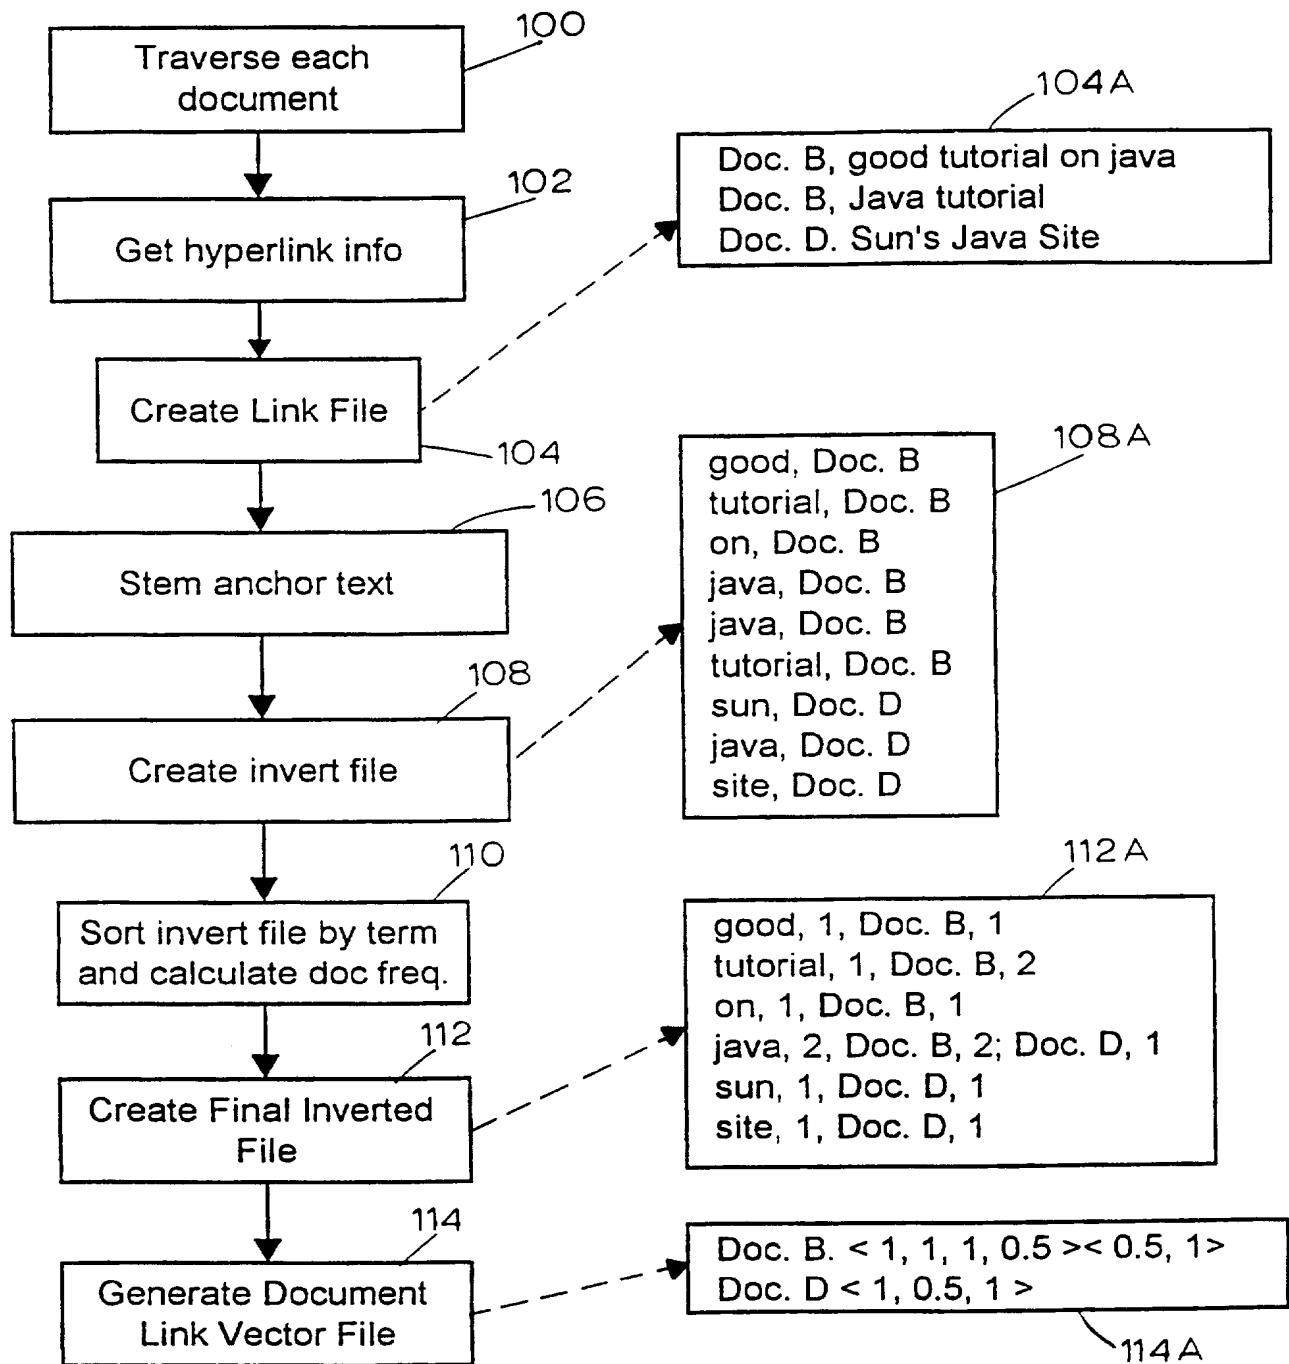 100
Traverse each
document
104A
Doc. B, good tutorial on java
Doc. B, Java tutorial
Doc. D. Sun's Java Site
102
Get hyperlink info
Create Link File
104
108A
good, Doc. B
tutorial, Doc. B
on, Doc. B
java, Doc. B
java, Doc. B
tutorial, Doc. B
sun, Doc. D
java, Doc. D
site, Doc. D
106
Stem anchor text
108
Create invert file
110
Sort invert file by term
and calculate doc freq.
112A
good, 1, Doc. B, 1
tutorial, 1, Doc. B, 2
on, 1, Doc. B, 1
java, 2, Doc. B, 2; Doc. D, 1
sun, 1, Doc. D, 1
site, 1, Doc. D, 1
112
Create Final Inverted
File
114
Generate Document
Link Vector File
Doc. B. < 1, 1, 1, 0.5 >< 0.5, 1>
Doc. D < 1, 0.5, 1 >
114A